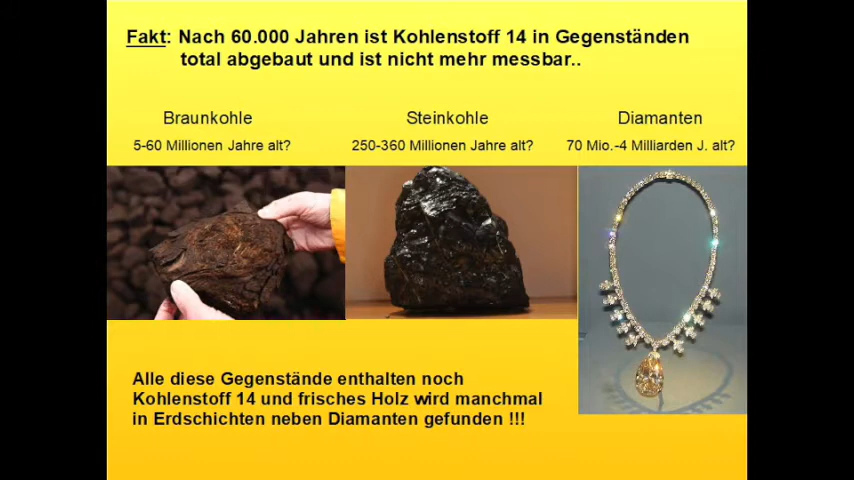 Fakt: Nach 60.000 Jahren ist Kohlenstoff 14 in Gegenständen
total abgebaut und ist nicht mehr messbar..
Braunkohle Steinkohle Diamanten
5-60 Millionen Jahre alt? 250-360 Millionen Jahre alt? 70 Mio.-4 Milliarden J. alt?
Alle diese Gegenstände enthalten noch
Kohlenstoff 14 und frisches Holz wird manchmal
in Erdschichten neben Diamanten gefunden !!!